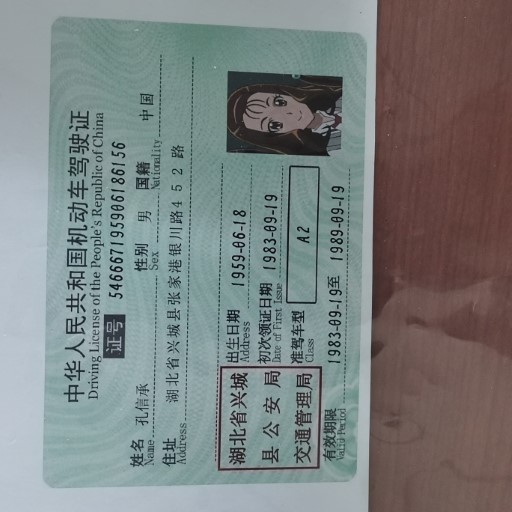 中华人民共和国机动车驾驶证
Driving License of the People's Republic of China
证号 546667195906186156
姓名 孔信承 性别 男 国籍 中国
Name Sex Nationality
住址 湖北省兴城县张家港银川路452路
Address
出生日期 1959-06-18
Address
初次领证日期 1983-09-19
Date of First Issue
准驾车型 A2
Class
湖北省兴城
县公安局
交通管理局
有效期限 1983-09-19至 1989-09-19
Valid Period